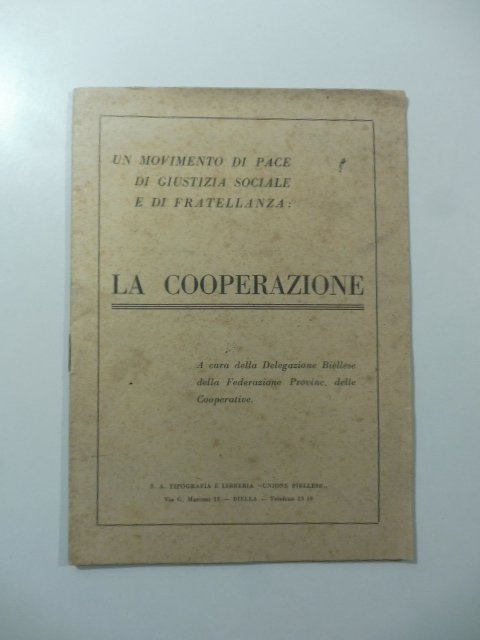 UN MOVIMENTO DI PACE
DI GIUSTIZIA SOCIALE
E DI FRATELLANZA:
LA COOPERAZIONE
A cura della Delegazione Biellese
della Federazione Provinc. delle
Cooperative.
S. A. TIPOGRAFIA E LIBRERIA "UNIONE BIELLESE"
Via G. Marconi 15 - BIELLA - Telefono 15 19